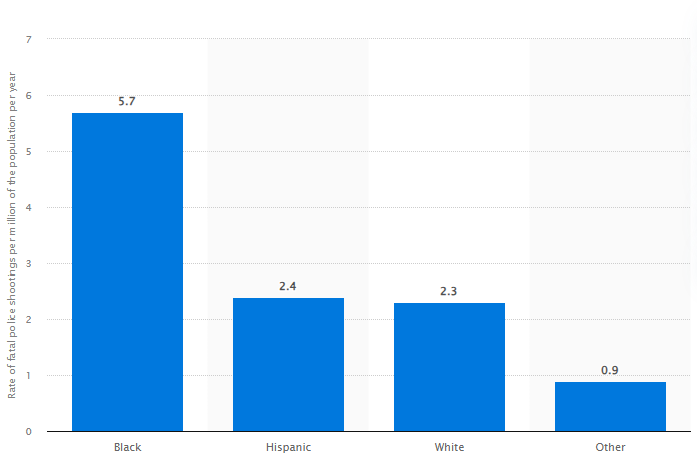 Rate of fatal police shootings per million of the population per year
7
6
5
4
3
2
1
0
5.7
2.4
2.3
0.9
Black
Hispanic
White
Other